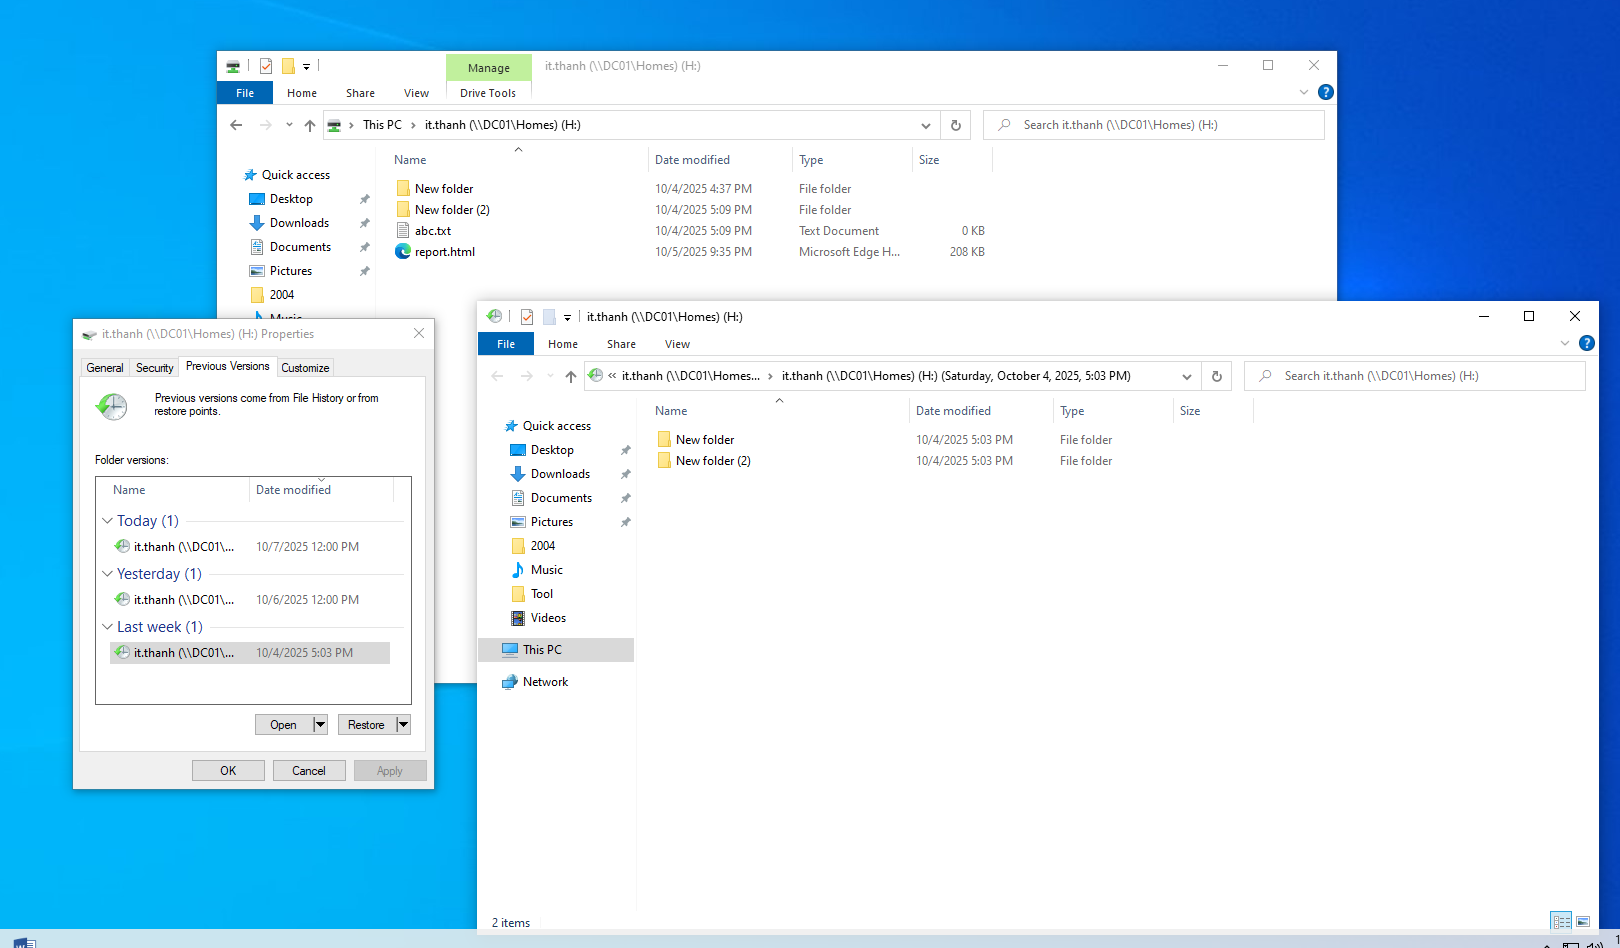 Manage
it.thanh (\\DC01\Homes) (H:)
File
Home
Share
View
Drive Tools
This PC
it.thanh (\\DC01\Homes) (H:)
Search it.thanh (\\DC01\Homes) (H:)
Name
Date modified
Type
Size
Quick access
Desktop
Downloads
Documents
Pictures
2004
New folder
10/4/2025 4:37 PM
File folder
New folder (2)
10/4/2025 5:09 PM
File folder
abc.txt
10/4/2025 5:09 PM
Text Document
0 KB
report.html
10/5/2025 9:35 PM
Microsoft Edge H...
208 KB
it.thanh (\\DC01\Homes) (H:) Properties
General
Security
Previous Versions
Customize
Previous versions come from File History or from
restore points.
Folder versions:
Name
Date modified
Today (1)
it.thanh (\\DC01\...
10/7/2025 12:00 PM
Yesterday (1)
it.thanh (\\DC01\...
10/6/2025 12:00 PM
Last week (1)
it.thanh (\\DC01\...
10/4/2025 5:03 PM
Open
Restore
OK
Cancel
Apply
it.thanh (\\DC01\Homes) (H:)
File
Home
Share
View
« it.thanh (\\DC01\Homes...
it.thanh (\\DC01\Homes) (H:) (Saturday, October 4, 2025, 5:03 PM)
Search it.thanh (\\DC01\Homes) (H:)
Name
Date modified
Type
Size
Quick access
Desktop
Downloads
Documents
Pictures
2004
Music
Tool
Videos
This PC
Network
New folder
10/4/2025 5:03 PM
File folder
New folder (2)
10/4/2025 5:03 PM
File folder
2 items